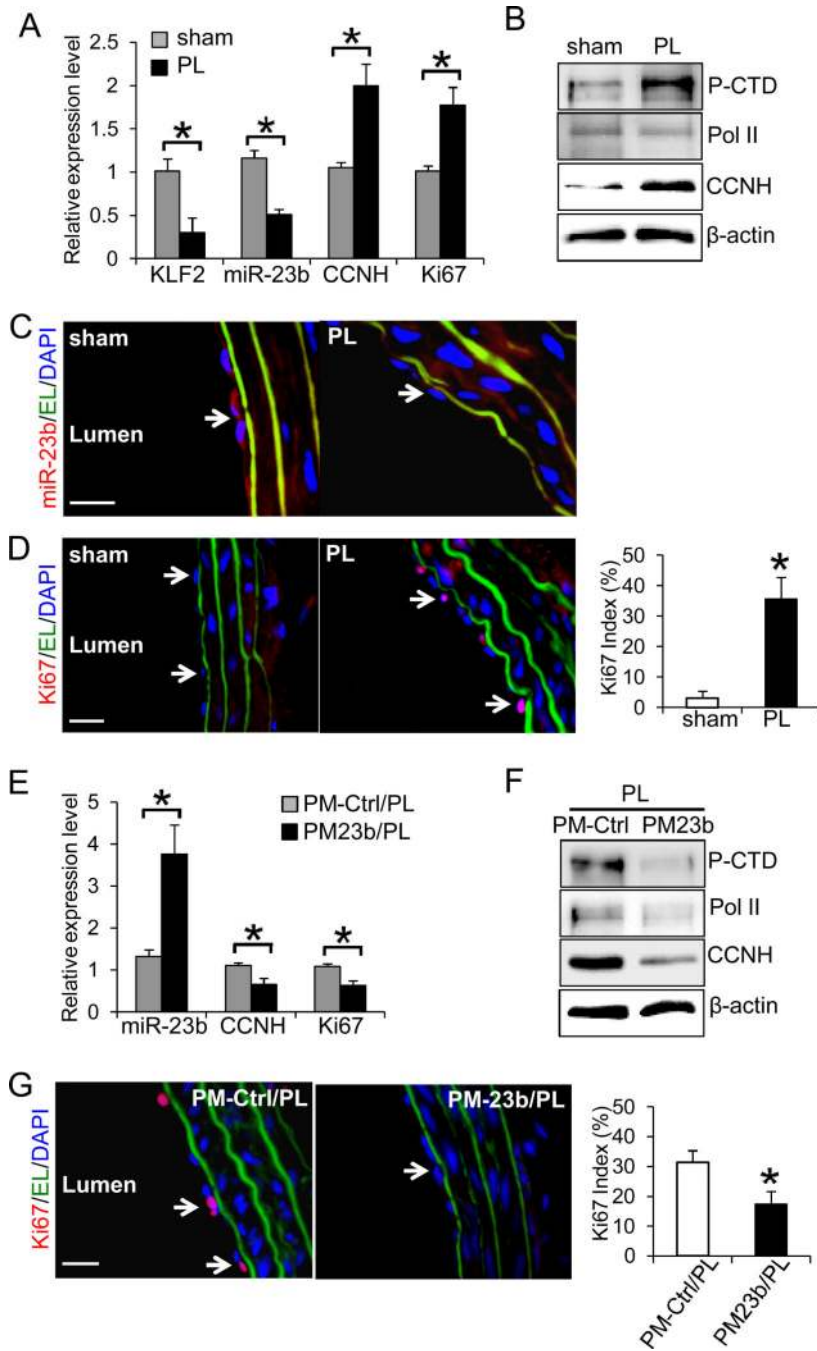 A
Relative expression level
2.5
2
1.5
1
0.5
0
sham
PL
*
*
*
*
KLF2 miR-23b CCNH Ki67
B
sham PL
P-CTD
Pol II
CCNH
β-actin
C
miR-23b/EL/DAPI
sham
Lumen
PL
D
Ki67/EL/DAPI
sham
Lumen
PL
Ki67 Index (%)
50
40
30
20
10
0
*
sham PL
E
Relative expression level
5
4
3
2
1
0
*
*
*
PM-Ctrl/PL
PM23b/PL
miR-23b CCNH Ki67
F
PL
PM-Ctrl PM23b
P-CTD
Pol II
CCNH
β-actin
G
Ki67/EL/DAPI
PM-Ctrl/PL
Lumen
PM-23b/PL
Ki67 Index (%)
50
40
30
20
10
0
*
PM-Ctrl/PL
PM23b/PL